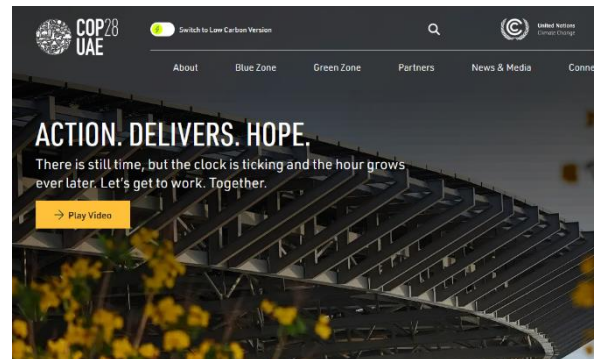 COP28
UAE
Switch to Low Carbon Version
United Nations
Climate Change
About Blue Zone Green Zone Partners News & Media Conne
ACTION. DELIVERS. HOPE.
There is still time, but the clock is ticking and the hour grows
ever later. Let's get to work. Together.
→ Play Video